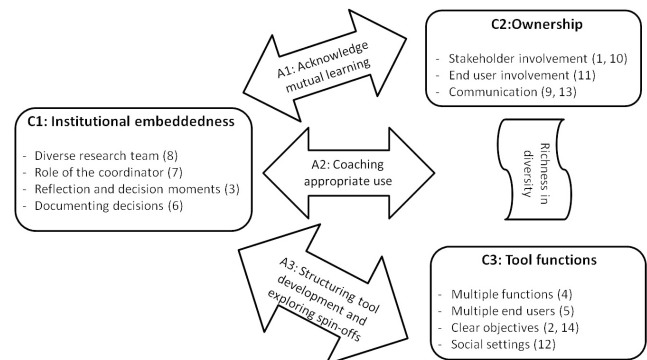 C1: Institutional embeddedness
- Diverse research team (8)
- Role of the coordinator (7)
- Reflection and decision moments (3)
- Documenting decisions (6)
A1: Acknowledge
mutual learning
A2: Coaching
appropriate use
A3: Structuring tool
development and
exploring spin-offs
C2:Ownership
- Stakeholder involvement (1, 10)
- End user involvement (11)
- Communication (9, 13)
Richness in
diversity
C3: Tool functions
- Multiple functions (4)
- Multiple end users (5)
- Clear objectives (2, 14)
- Social settings (12)